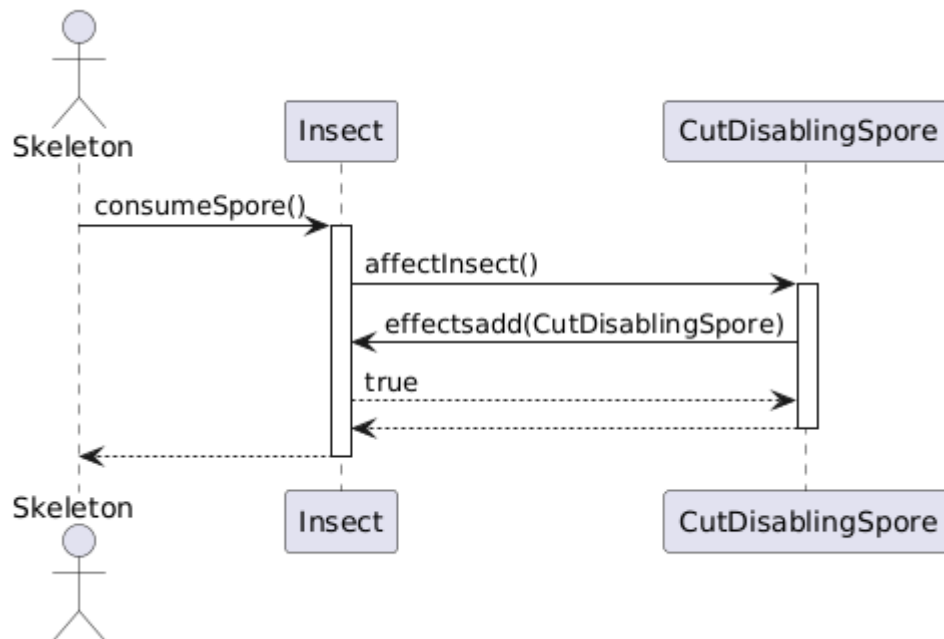 Skeleton
Insect
CutDisablingSpore
consumeSpore()
affectInsect()
effectsadd(CutDisablingSpore)
true
Skeleton
Insect
CutDisablingSpore